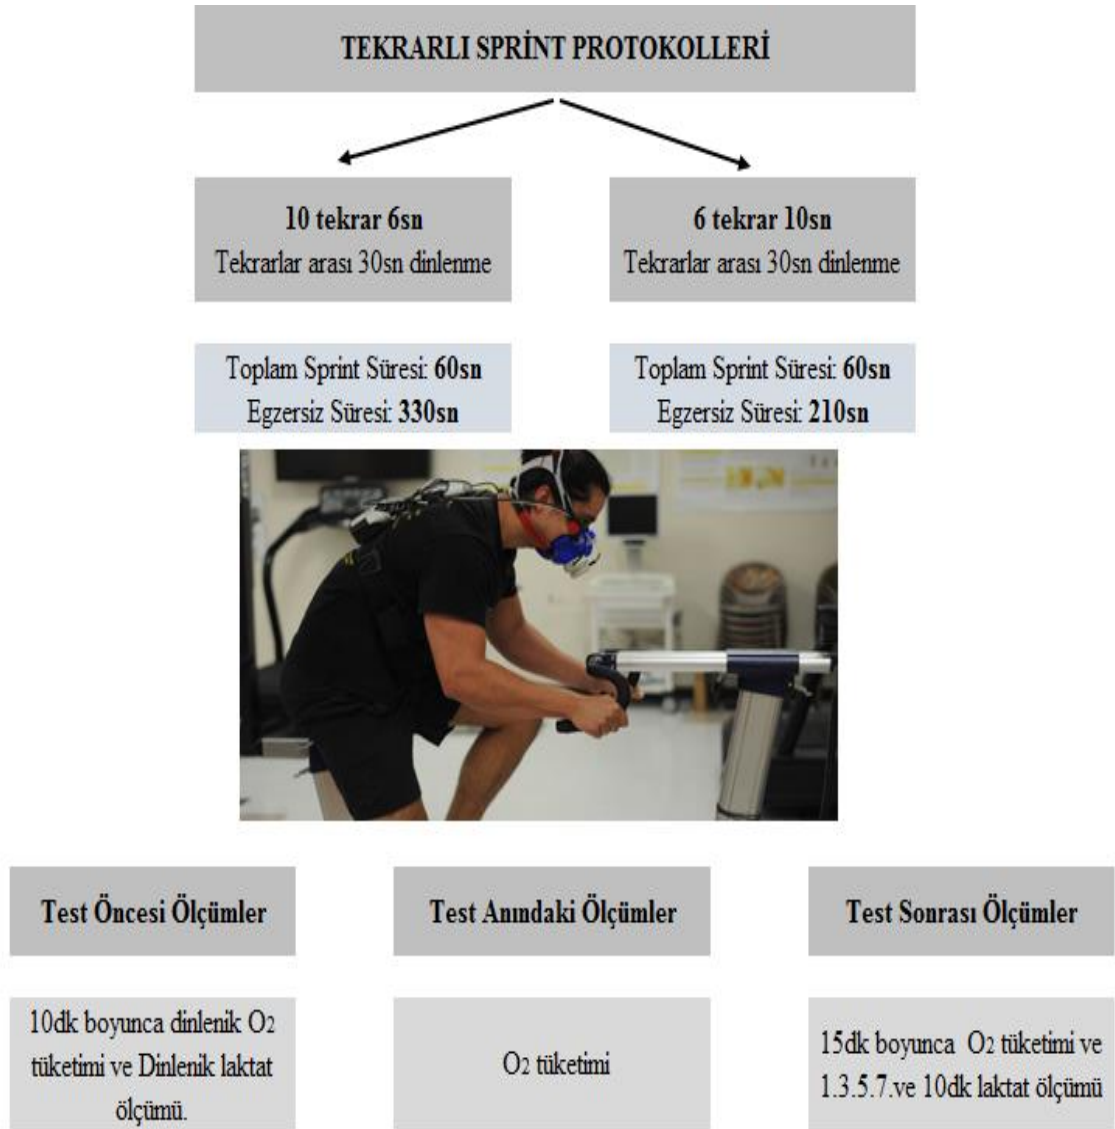 TEKRARLI SPRİNT PROTOKOLLERİ
10 tekrar 6sn
Tekrarlar arası 30sn dinlenme
6 tekrar 10sn
Tekrarlar arası 30sn dinlenme
Toplam Sprint Süresi: 60sn
Egzersiz Süresi: 330sn
Toplam Sprint Süresi: 60sn
Egzersiz Süresi: 210sn
Test Öncesi Ölçümler
Test Anındaki Ölçümler
Test Sonrası Ölçümler
10dk boyunca dinlenik O2
tüketimi ve Dinlenik laktat
ölçümü.
O2 tüketimi
15dk boyunca O2 tüketimi ve
1.3.5.7.ve 10dk laktat ölçümü